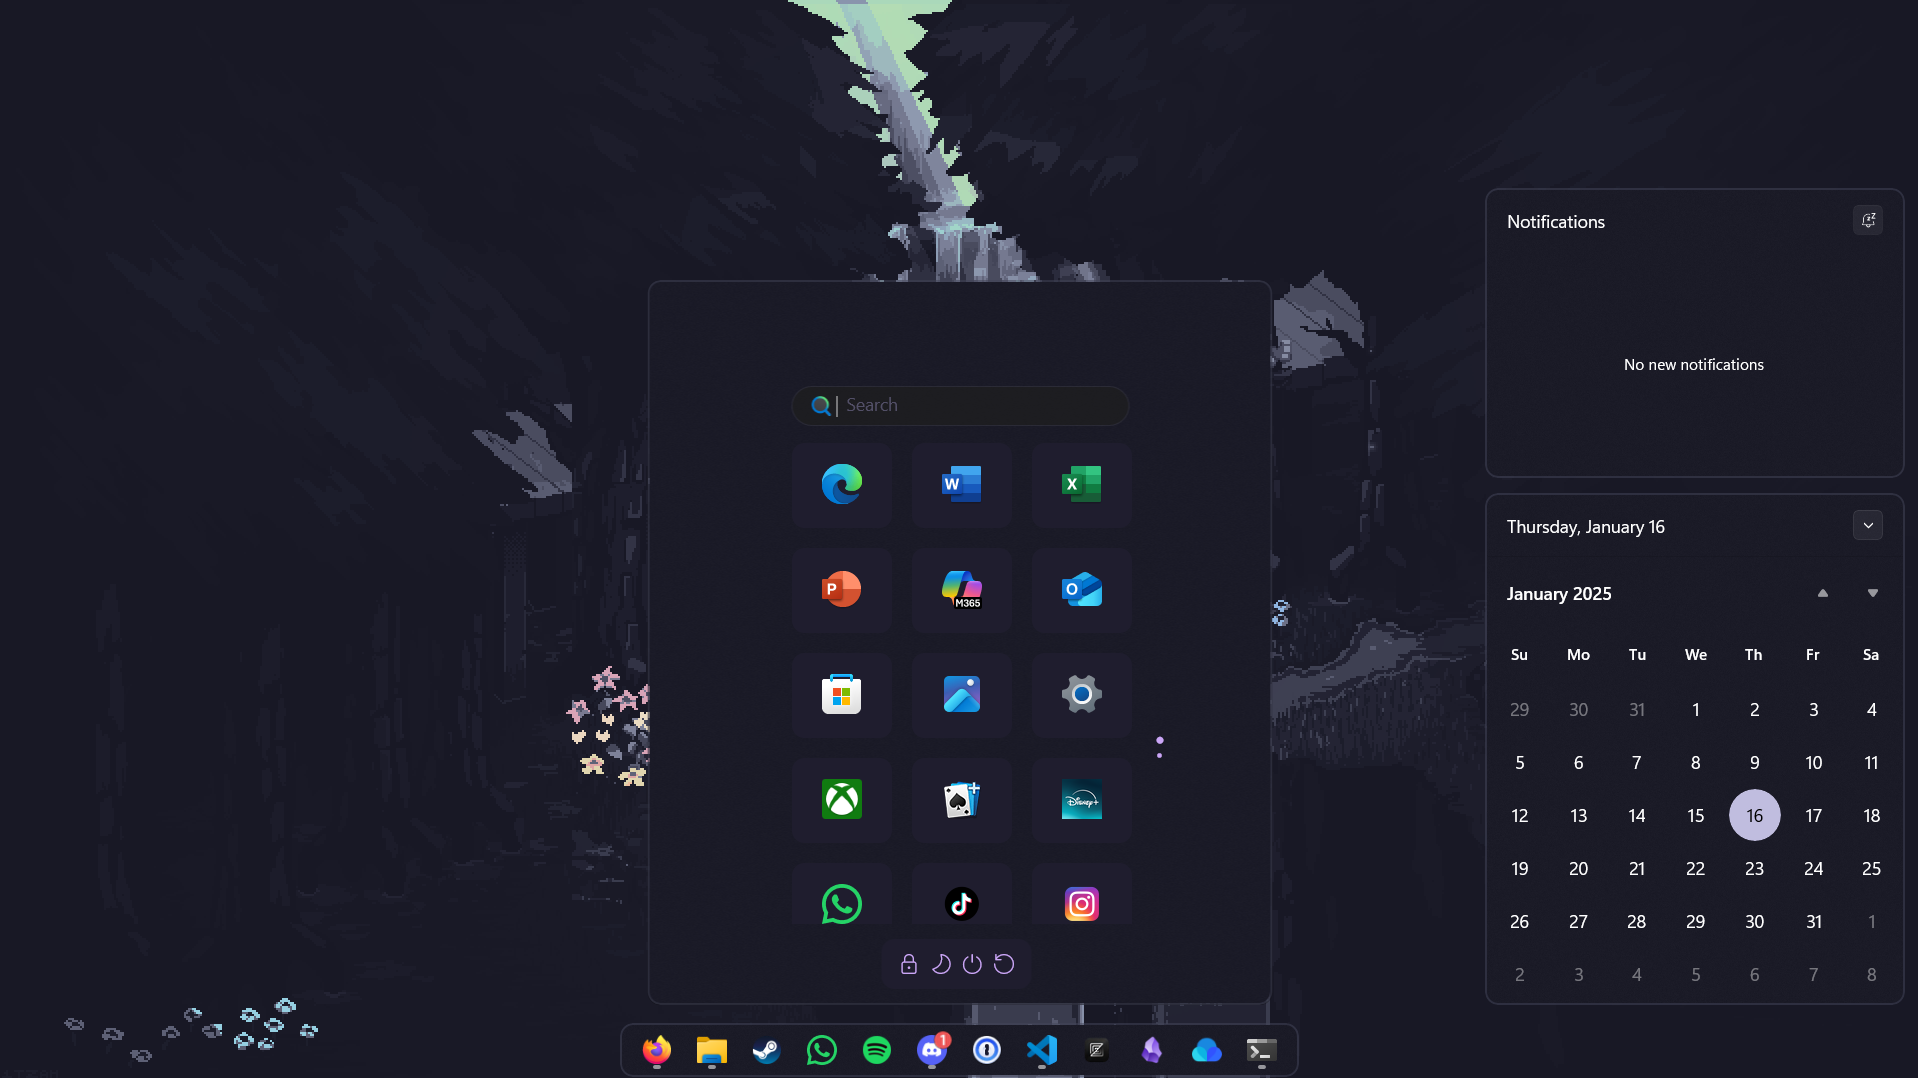 Search
W
X
P
M365
O
Disney+
1
Notifications
zz
No new notifications
Thursday, January 16
January 2025
Su Mo Tu We Th Fr Sa
29 30 31 1 2 3 4
5 6 7 8 9 10 11
12 13 14 15 16 17 18
19 20 21 22 23 24 25
26 27 28 29 30 31 1
2 3 4 5 6 7 8